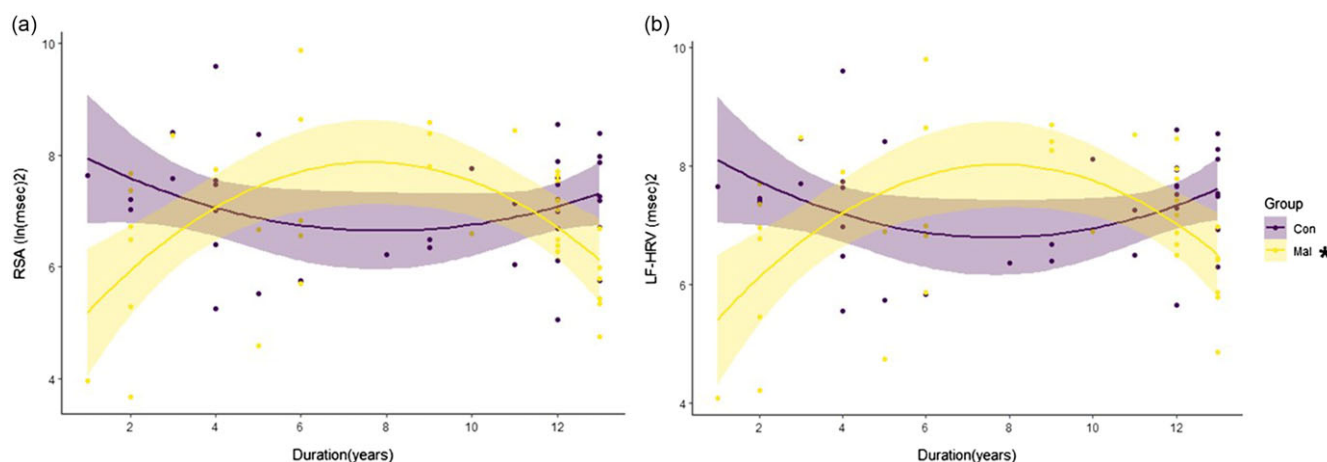 (a)
RSA (ln(msec)2)
10
8
6
4
2
4
6
8
10
12
Duration(years)
(b)
LF-HRV (msec)2
10
8
6
4
2
4
6
8
10
12
Duration(years)
Group
Con
Mal *